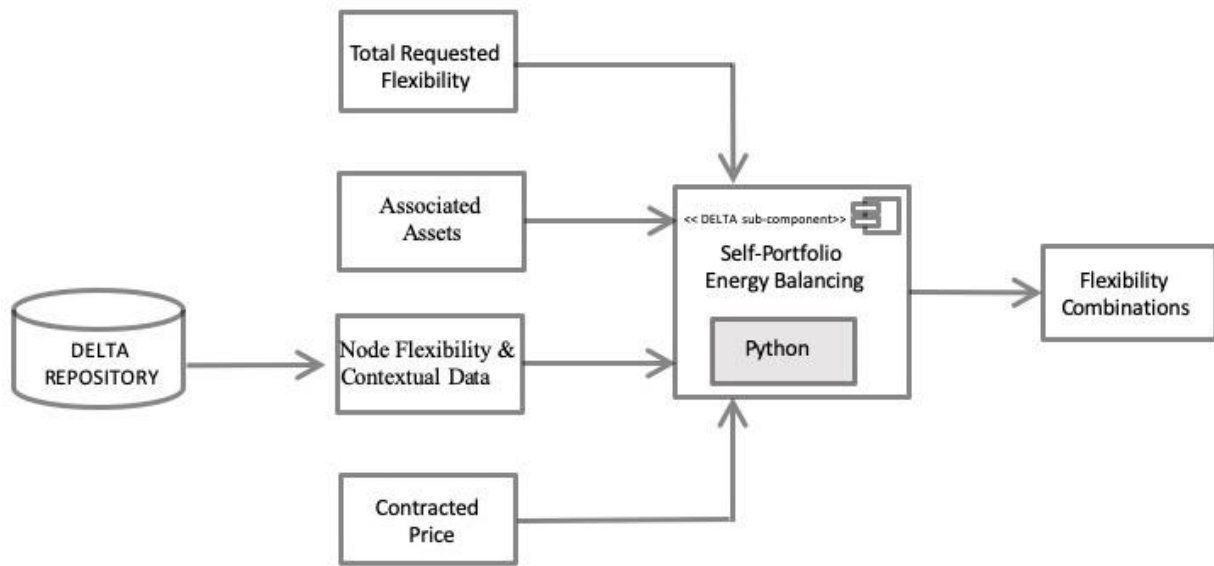 Total Requested
Flexibility
Associated
Assets
<< DELTA sub-component>>
Self-Portfolio
Energy Balancing
Python
Flexibility
Combinations
DELTA
REPOSITORY
Node Flexibility &
Contextual Data
Contracted
Price